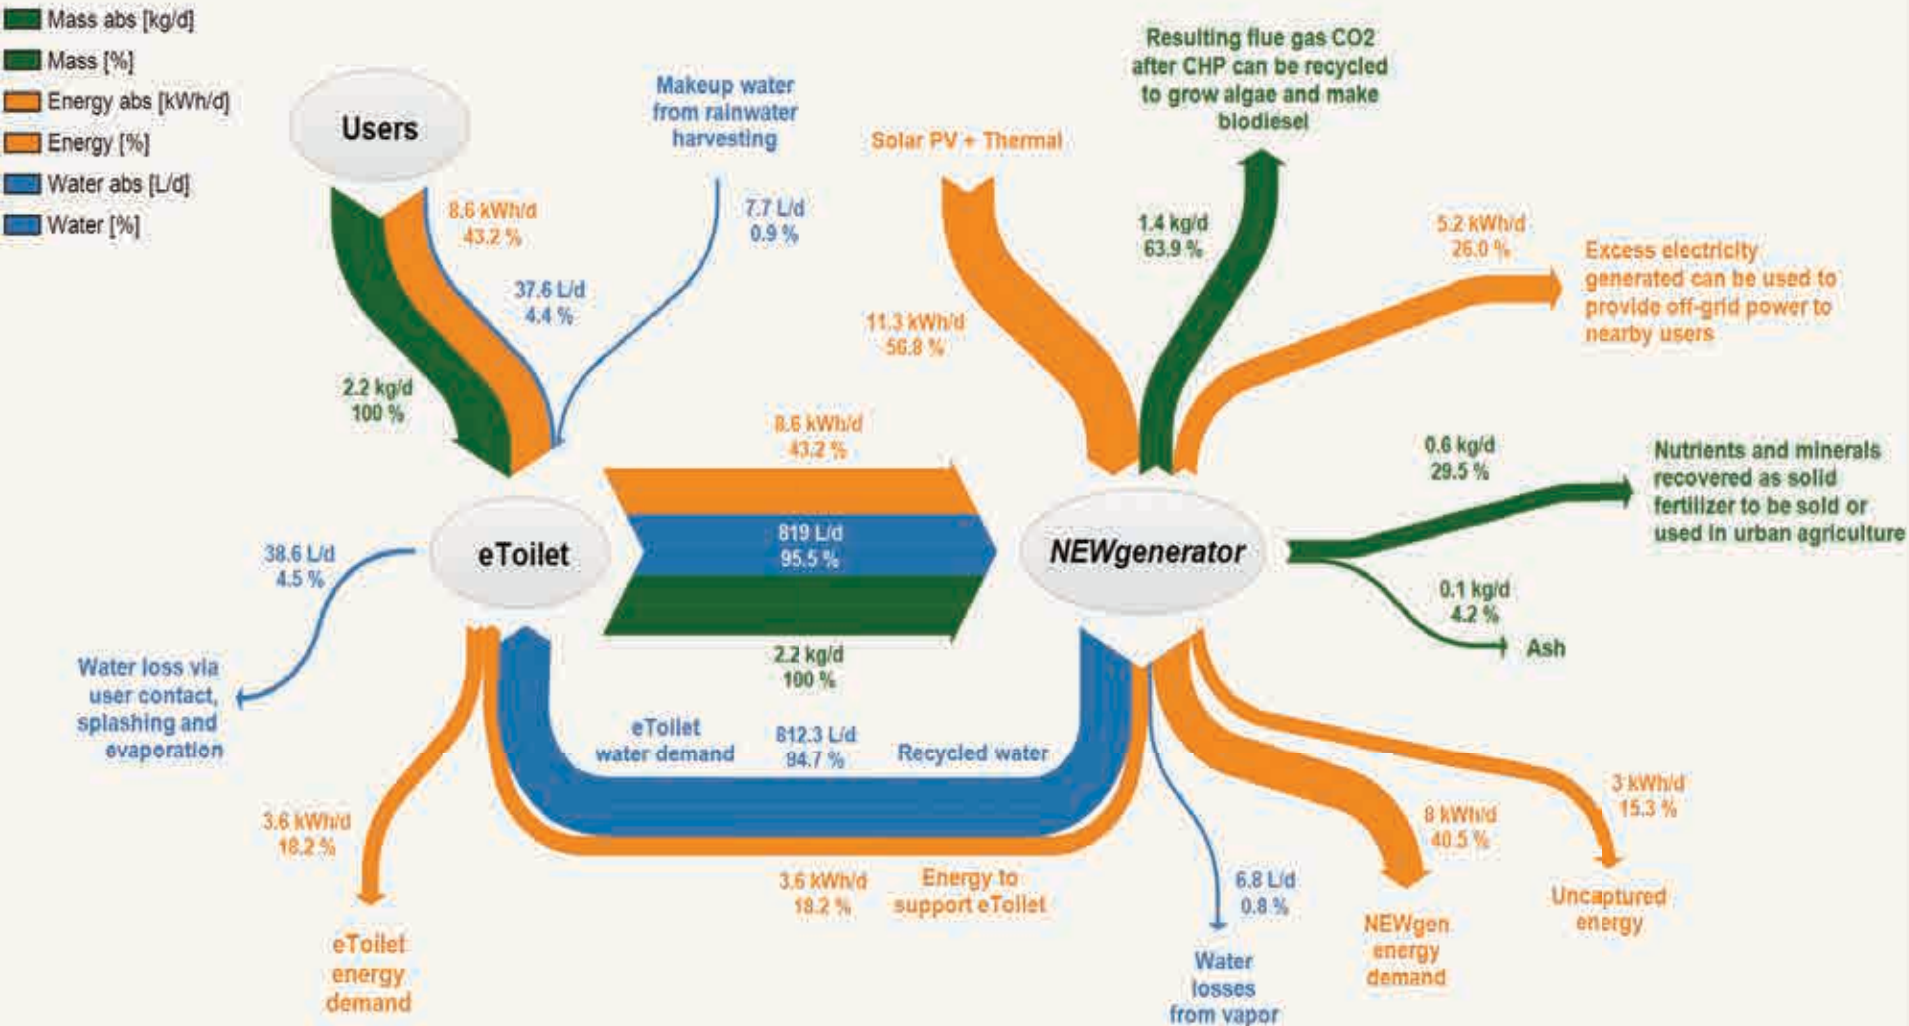 Mass abs [kg/d]
Mass [%]
Energy abs [kWh/d]
Energy [%]
Water abs [L/d]
Water [%]
Users
8.6 kWh/d
43.2 %
37.6 L/d
4.4 %
2.2 kg/d
100 %
Makeup water
from rainwater
harvesting
7.7 L/d
0.9 %
Solar PV + Thermal
11.3 kWh/d
56.8 %
Resulting flue gas CO2
after CHP can be recycled
to grow algae and make
biodiesel
1.4 kg/d
63.9 %
5.2 kWh/d
26.0 %
Excess electricity
generated can be used to
provide off-grid power to
nearby users
8.6 kWh/d
43.2 %
819 L/d
95.5 %
2.2 kg/d
100 %
eToilet
NEWgenerator
0.6 kg/d
29.5 %
Nutrients and minerals
recovered as solid
fertilizer to be sold or
used in urban agriculture
0.1 kg/d
4.2 %
Ash
38.6 L/d
4.5 %
Water loss via
user contact,
splashing and
evaporation
eToilet
water demand
812.3 L/d
94.7 %
Recycled water
3.6 kWh/d
18.2 %
eToilet
energy
demand
3.6 kWh/d
18.2 %
Energy to
support eToilet
6.8 L/d
0.8 %
Water
losses
from vapor
8 kWh/d
40.5 %
NEWgen
energy
demand
3 kWh/d
15.3 %
Uncaptured
energy